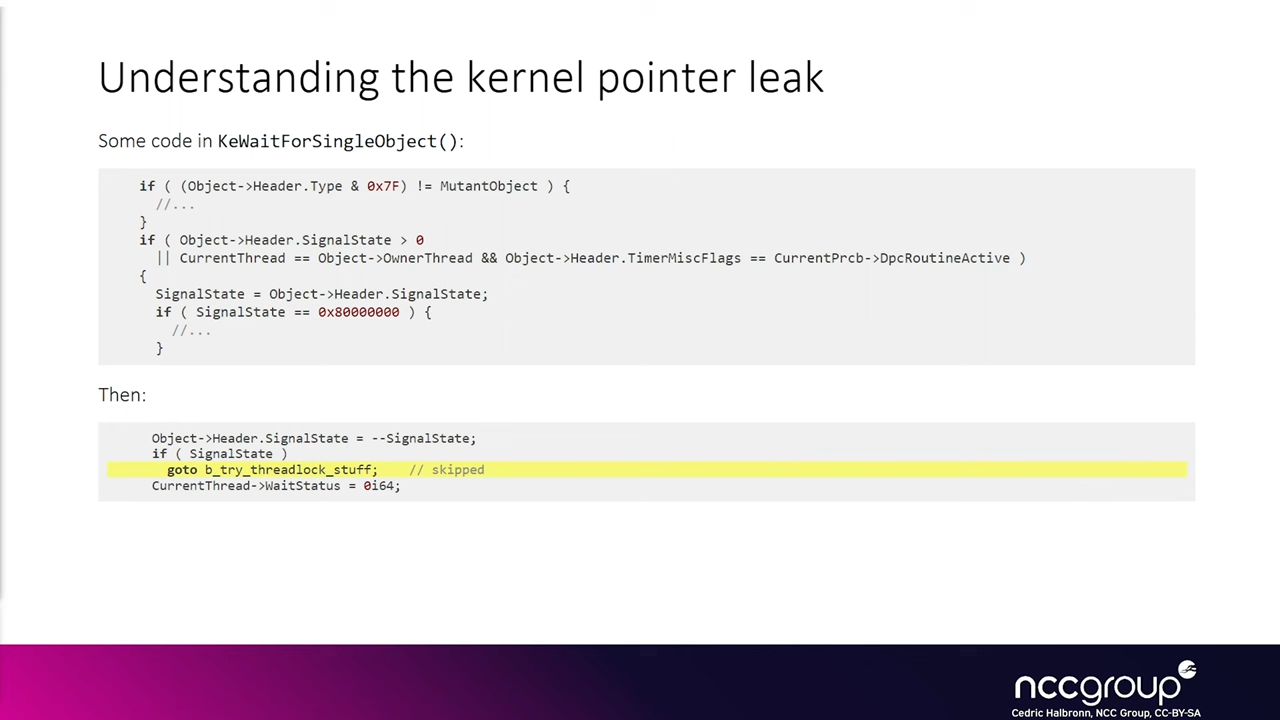 Understanding the kernel pointer leak
Some code in KeWaitForSingleObject():
if ( (Object->Header.Type & 0x7F) != MutantObject ) {
//...
}
if ( Object->Header.SignalState > 0
|| CurrentThread == Object->OwnerThread && Object->Header.TimerMiscFlags == CurrentPrcb->DpcRoutineActive )
{
SignalState = Object->Header.SignalState;
if ( SignalState == 0x80000000 ) {
//...
}
Then:
Object->Header.SignalState = --SignalState;
if ( SignalState )
goto b_try_threadlock_stuff; // skipped
CurrentThread->WaitStatus = 0i64;
nccgroup
Cedric Halbronn, NCC Group, CC-BY-SA